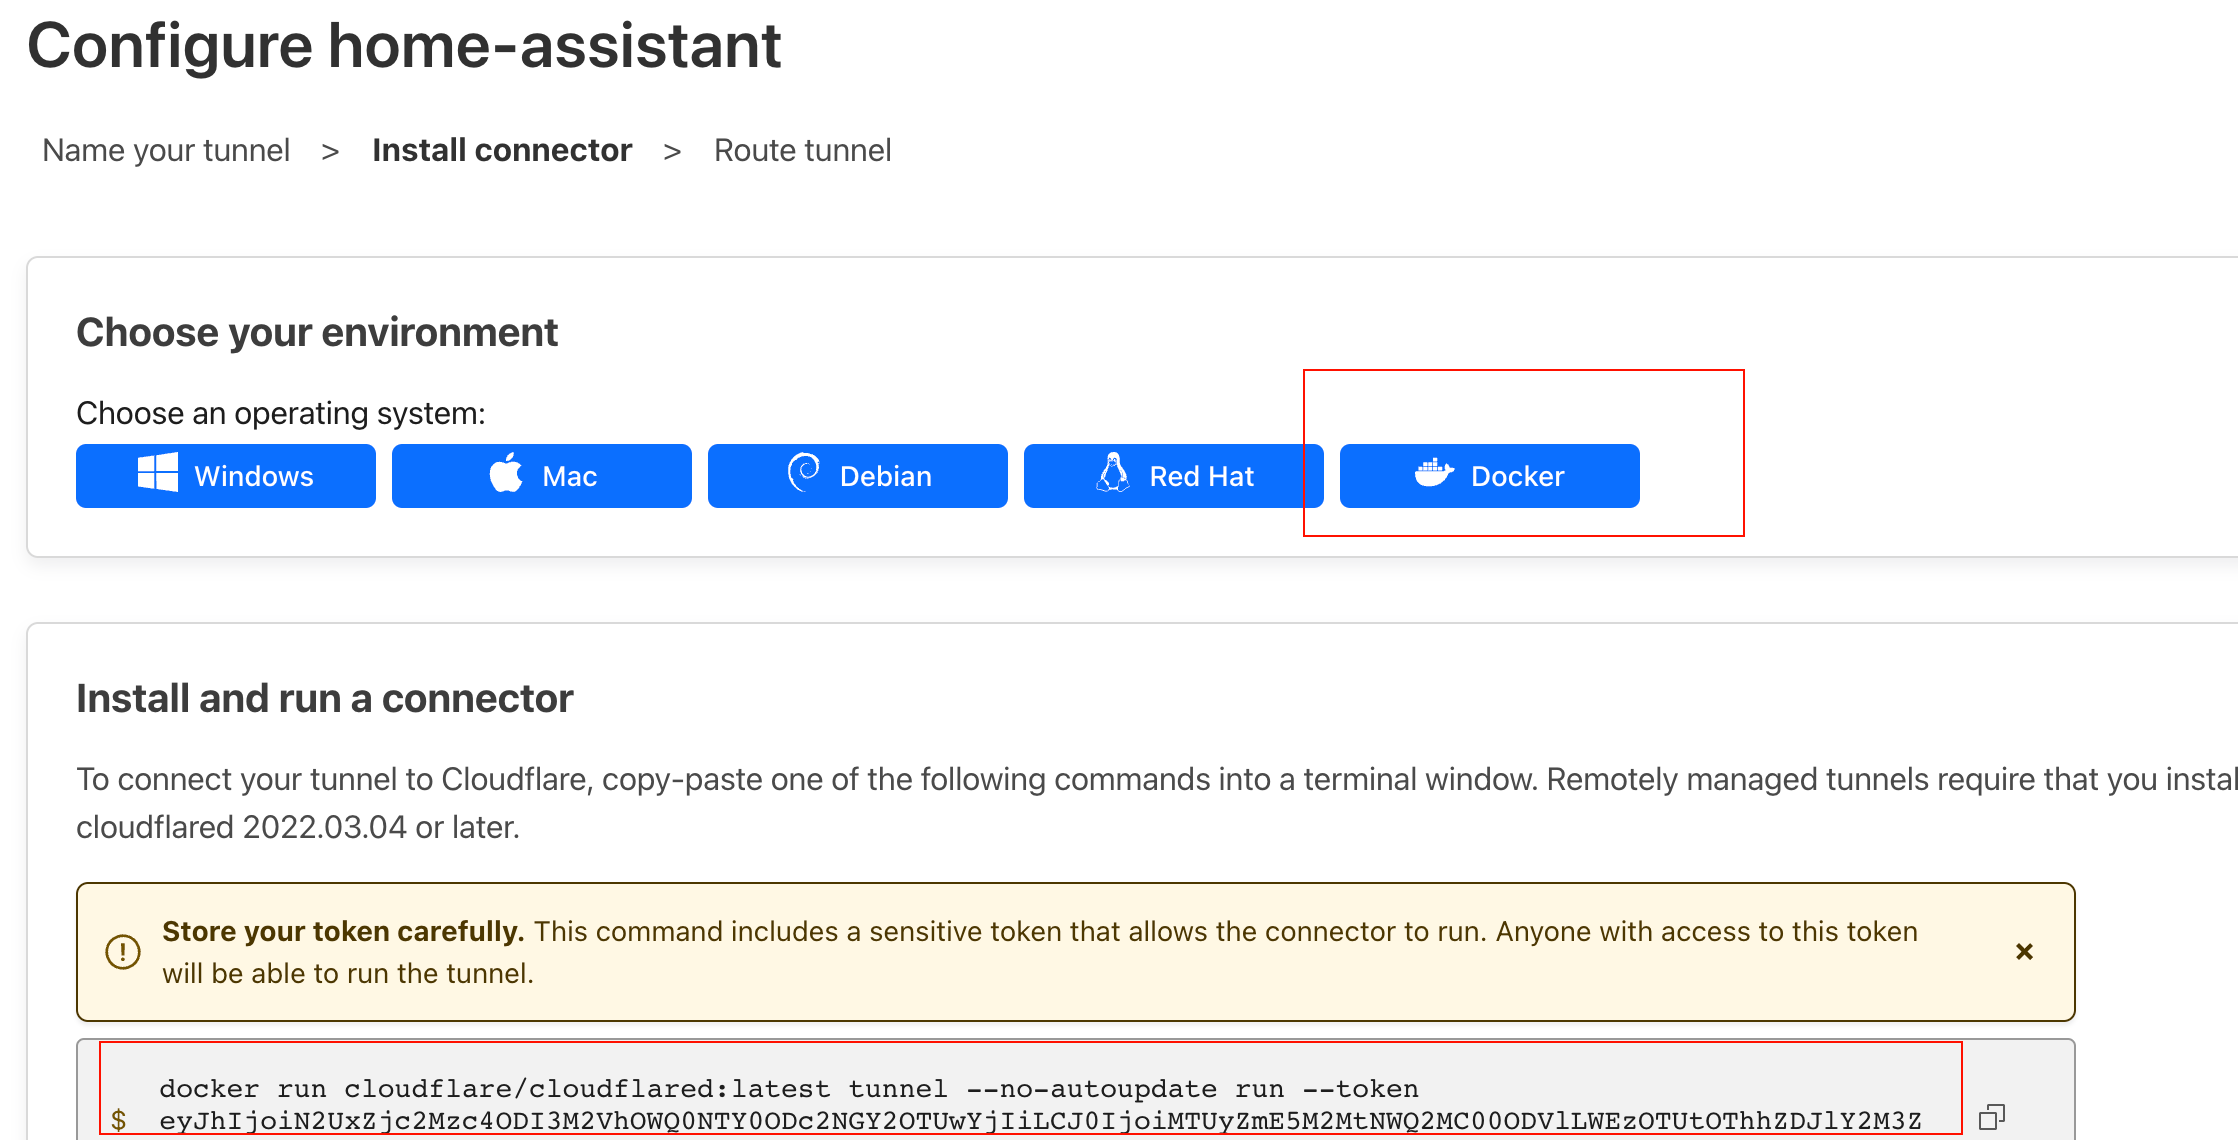 Configure home-assistant
Name your tunnel > Install connector > Route tunnel
Choose your environment
Choose an operating system:
Windows Mac Debian Red Hat Docker
Install and run a connector
To connect your tunnel to Cloudflare, copy-paste one of the following commands into a terminal window. Remotely managed tunnels require that you instal
cloudflared 2022.03.04 or later.
Store your token carefully. This command includes a sensitive token that allows the connector to run. Anyone with access to this token
will be able to run the tunnel.
docker run cloudflare/cloudflared:latest tunnel --no-autoupdate run --token
$ eyJhIjoiN2UxZjc2Mzc4ODI3M2VhOWQ0NTY0ODc2NGY2OTUwYjIiLCJ0IjoiMTUyZmE5M2MtNWQ2MC00ODVlLWEzOTUtOThhZDJlY2M3Z